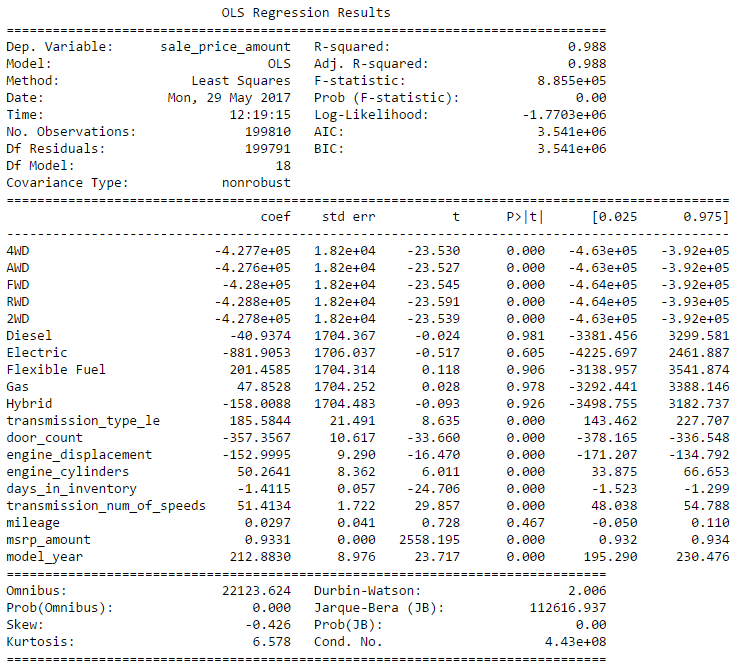 OLS Regression Results
==============================================================================
Dep. Variable:      sale_price_amount   R-squared:                       0.988
Model:                            OLS   Adj. R-squared:                  0.988
Method:                 Least Squares   F-statistic:                 8.855e+05
Date:                Mon, 29 May 2017   Prob (F-statistic):               0.00
Time:                        12:19:15   Log-Likelihood:            -1.7703e+06
No. Observations:              199810   AIC:                         3.541e+06
Df Residuals:                  199791   BIC:                         3.541e+06
Df Model:                          18
Covariance Type:            nonrobust
==============================================================================================
coef    std err          t      P>|t|      [0.025      0.975]
----------------------------------------------------------------------------------------------
4WD                        -4.277e+05   1.82e+04    -23.530      0.000   -4.63e+05   -3.92e+05
AWD                        -4.276e+05   1.82e+04    -23.527      0.000   -4.63e+05   -3.92e+05
FWD                         -4.28e+05   1.82e+04    -23.545      0.000   -4.64e+05   -3.92e+05
RWD                        -4.288e+05   1.82e+04    -23.591      0.000   -4.64e+05   -3.93e+05
2WD                        -4.278e+05   1.82e+04    -23.539      0.000   -4.63e+05   -3.92e+05
Diesel                       -40.9374   1704.367     -0.024      0.981   -3381.456    3299.581
Electric                    -881.9053   1706.037     -0.517      0.605   -4225.697    2461.887
Flexible Fuel                201.4585   1704.314      0.118      0.906   -3138.957    3541.874
Gas                           47.8528   1704.252      0.028      0.978   -3292.441    3388.146
Hybrid                      -158.0088   1704.483     -0.093      0.926   -3498.755    3182.737
transmission_type_le         185.5844     21.491      8.635      0.000     143.462     227.707
door_count                  -357.3567     10.617    -33.660      0.000    -378.165    -336.548
engine_displacement         -152.9995      9.290    -16.470      0.000    -171.207    -134.792
engine_cylinders              50.2641      8.362      6.011      0.000      33.875      66.653
days_in_inventory             -1.4115      0.057    -24.706      0.000      -1.523      -1.299
transmission_num_of_speeds    51.4134      1.722     29.857      0.000      48.038      54.788
mileage                        0.0297      0.041      0.728      0.467      -0.050       0.110
msrp_amount                    0.9331      0.000   2558.195      0.000       0.932       0.934
model_year                   212.8830      8.976     23.717      0.000     195.290     230.476
==============================================================================
Omnibus:                    22123.624   Durbin-Watson:                   2.006
Prob(Omnibus):                  0.000   Jarque-Bera (JB):           112616.937
Skew:                          -0.426   Prob(JB):                         0.00
Kurtosis:                       6.578   Cond. No.                     4.43e+08
==============================================================================